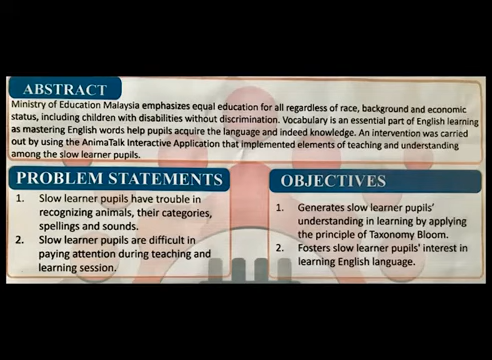 ABSTRACT
Ministry of Education Malaysia emphasizes equal education for all regardless of race, background and economic
status, including children with disabilities without discrimination. Vocabulary is an essential part of English learning
as mastering English words help pupils acquire the language and indeed knowledge. An intervention was carried
out by using the AnimaTalk Interactive Application that implemented elements of teaching and understanding
among the slow learner pupils.
PROBLEM STATEMENTS
1. Slow learner pupils have trouble in
recognizing animals, their categories,
spellings and sounds.
2. Slow learner pupils are difficult in
paying attention during teaching and
learning session.
OBJECTIVES
1. Generates slow learner pupils'
understanding in learning by applying
the principle of Taxonomy Bloom.
2. Fosters slow learner pupils' interest in
learning English language.